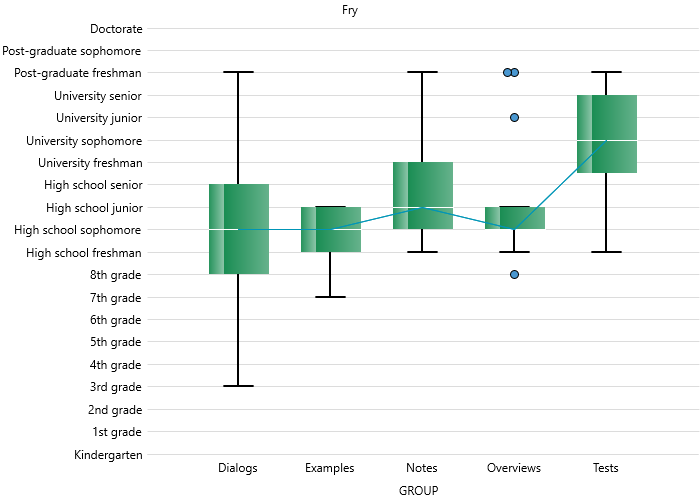 Fry
Doctorate
Post-graduate sophomore
Post-graduate freshman
University senior
University junior
University sophomore
University freshman
High school senior
High school junior
High school sophomore
High school freshman
8th grade
7th grade
6th grade
5th grade
4th grade
3rd grade
2nd grade
1st grade
Kindergarten
Dialogs Examples Notes Overviews Tests
GROUP